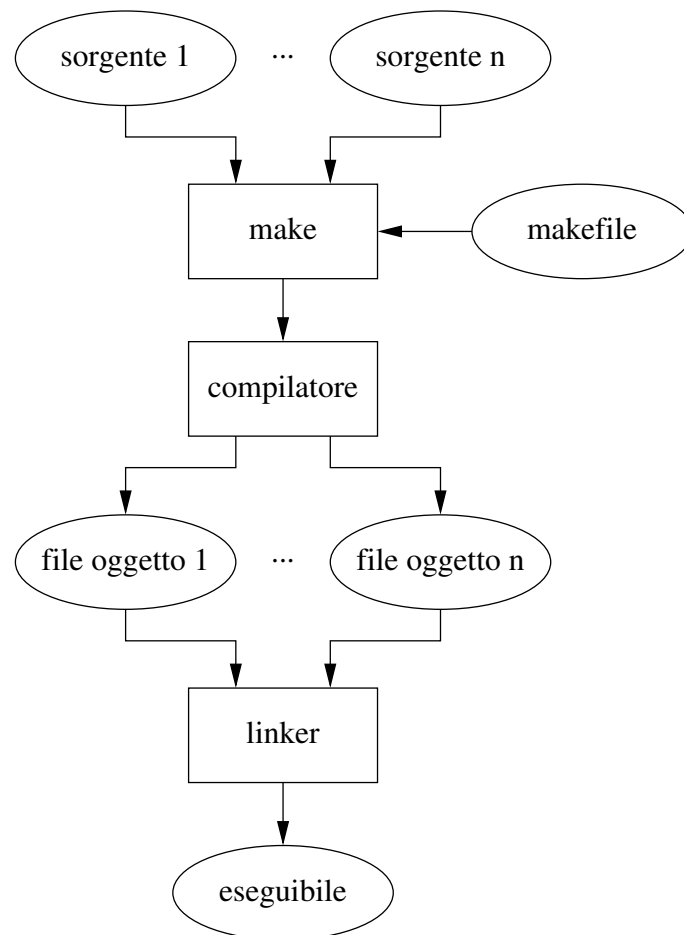 sorgente 1 ... sorgente n
make makefile
compilatore
file oggetto 1 ... file oggetto n
linker
eseguibile